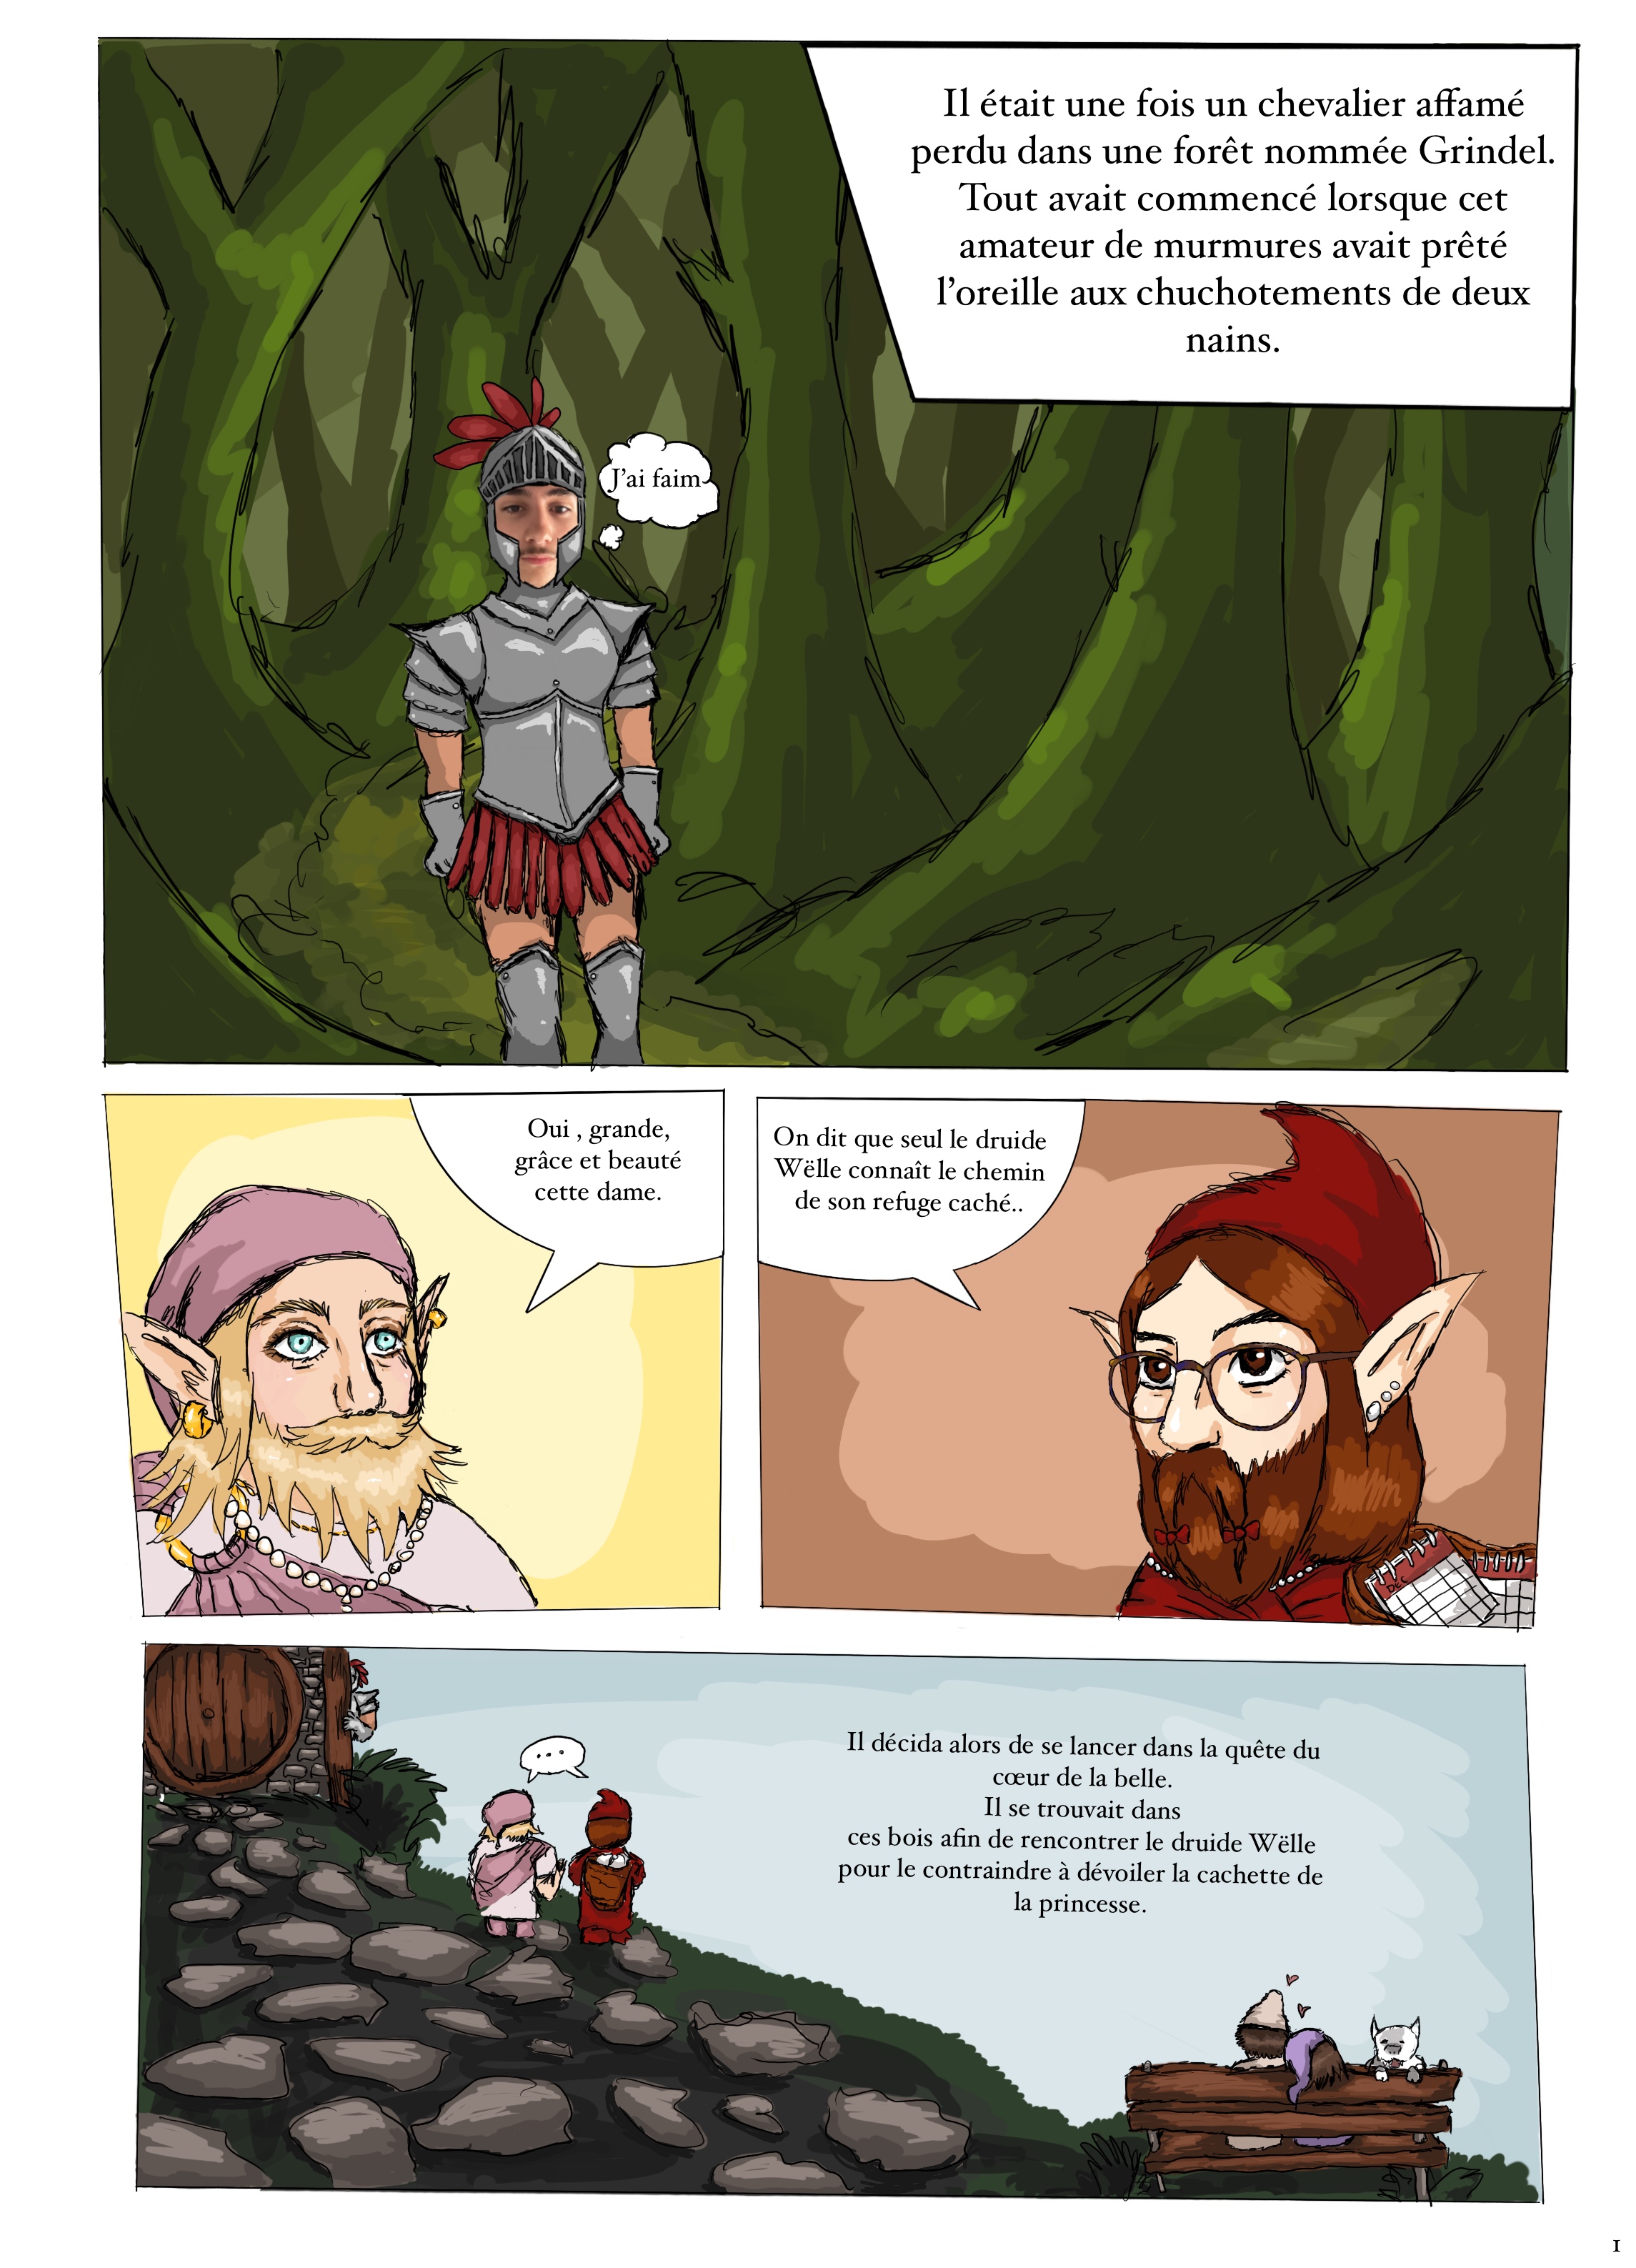 Il était une fois un chevalier affamé
perdu dans une forêt nommée Grindel.
Tout avait commencé lorsque cet
amateur de murmures avait prêté
l'oreille aux chuchotements de deux
nains.
J'ai faim
Oui , grande,
grâce et beauté
cette dame.
On dit que seul le druide
Wëlle connaît le chemin
de son refuge caché..
DEC
...
Il décida alors de se lancer dans la quête du
cœur de la belle.
Il se trouvait dans
ces bois afin de rencontrer le druide Wëlle
pour le contraindre à dévoiler la cachette de
la princesse.
1